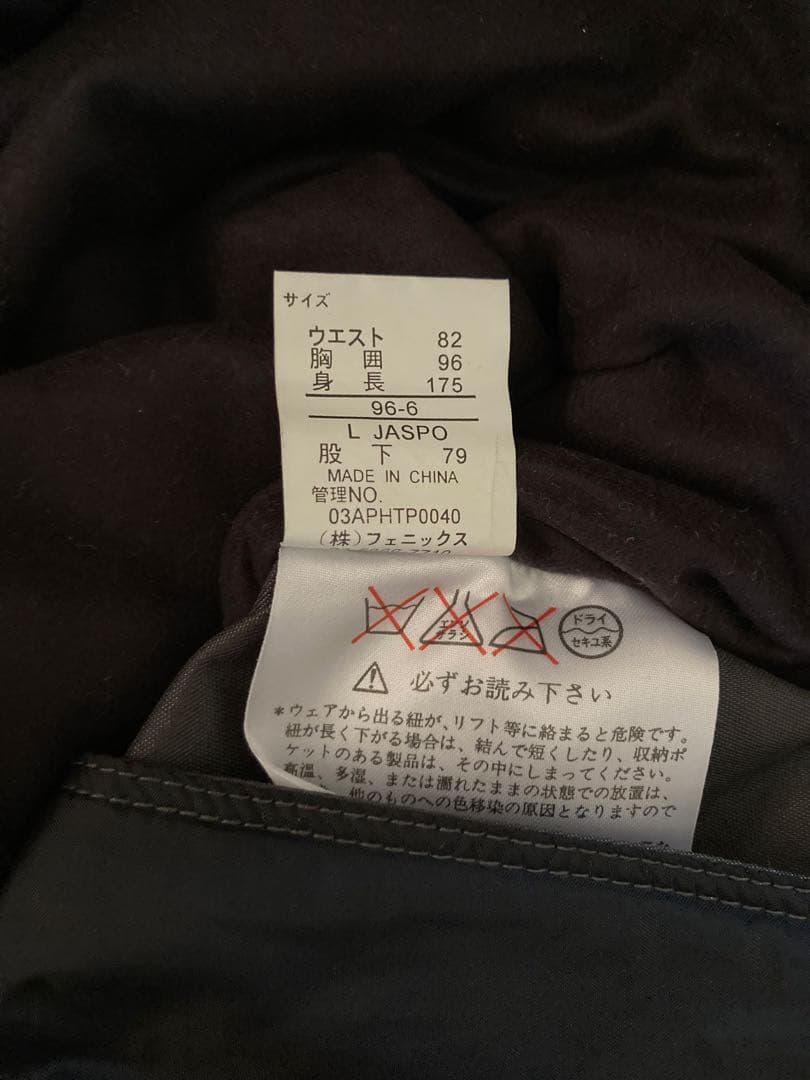 サイズ
ウエスト 82
胸 囲 96
身 長 175
96-6
L JASPO
股 下 79
MADE IN CHINA
管理NO.
03APHTP0040
(株)フェニックス
エンソ
サラシ
ドライ
セキユ系
必ずお読み下さい
*ウェアから出る紐が、リフト等に絡まると危険です。
紐が長く下がる場合は、結んで短くしたり、収納ポ
ケットのある製品は、その中にしまってください。
高温、多湿、または濡れたままの状態での放置は、
他のものへの色移染の原因となりますので